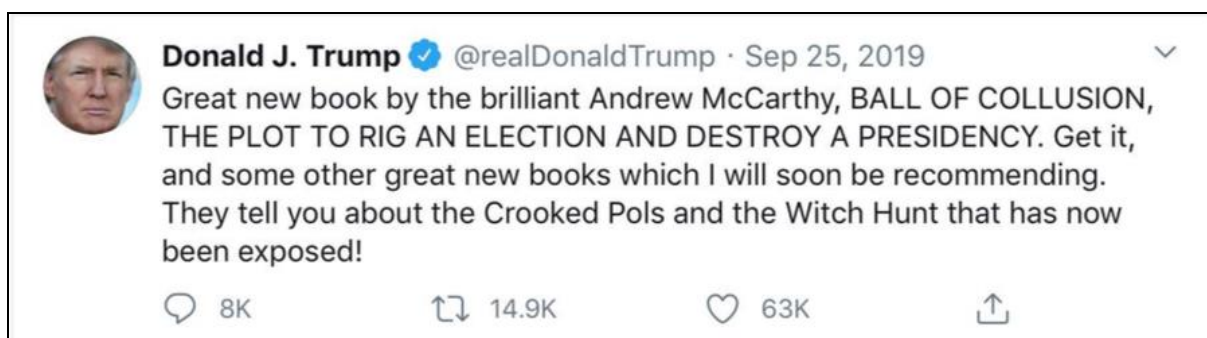 Donald J. Trump @realDonaldTrump · Sep 25, 2019
Great new book by the brilliant Andrew McCarthy, BALL OF COLLUSION,
THE PLOT TO RIG AN ELECTION AND DESTROY A PRESIDENCY. Get it,
and some other great new books which I will soon be recommending.
They tell you about the Crooked Pols and the Witch Hunt that has now
been exposed!
8K 14.9K 63K